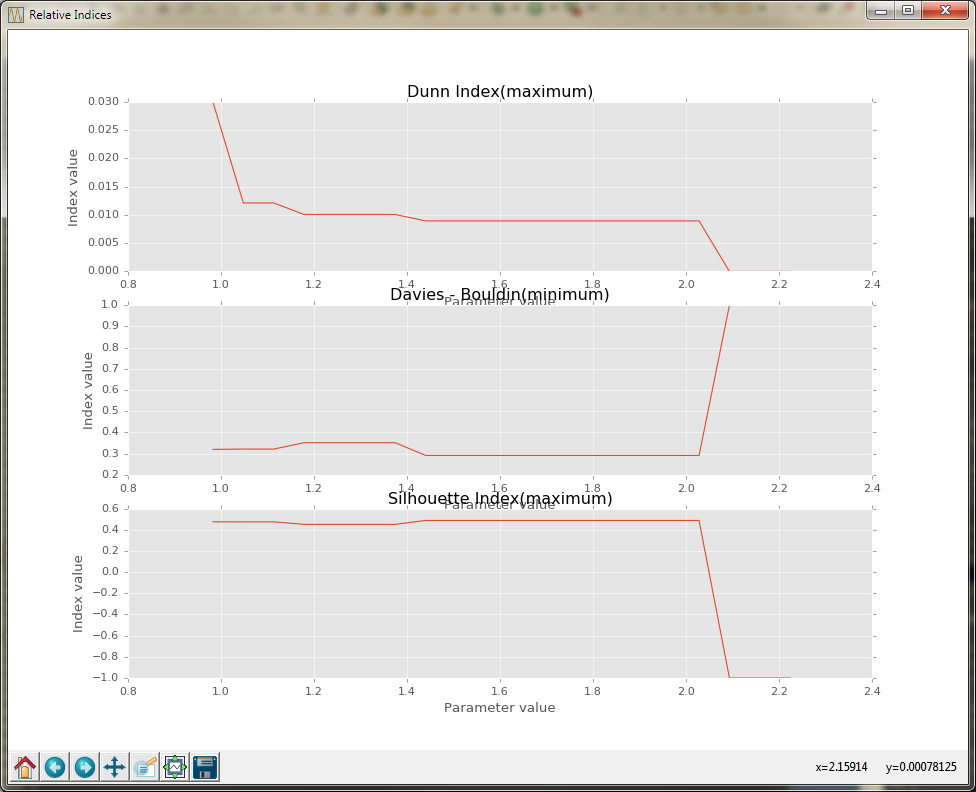 Relative Indices
Dunn Index(maximum)
Index value
0.030
0.025
0.020
0.015
0.010
0.005
0.000
0.8 1.0 1.2 1.4 1.6 1.8 2.0 2.2 2.4
Parameter value
Davies - Bouldin(minimum)
Index value
1.0
0.9
0.8
0.7
0.6
0.5
0.4
0.3
0.2
0.8 1.0 1.2 1.4 1.6 1.8 2.0 2.2 2.4
Parameter value
Silhouette Index(maximum)
Index value
0.6
0.4
0.2
0.0
−0.2
−0.4
−0.6
−0.8
−1.0
0.8 1.0 1.2 1.4 1.6 1.8 2.0 2.2 2.4
Parameter value
x=2.15914 y=0.00078125